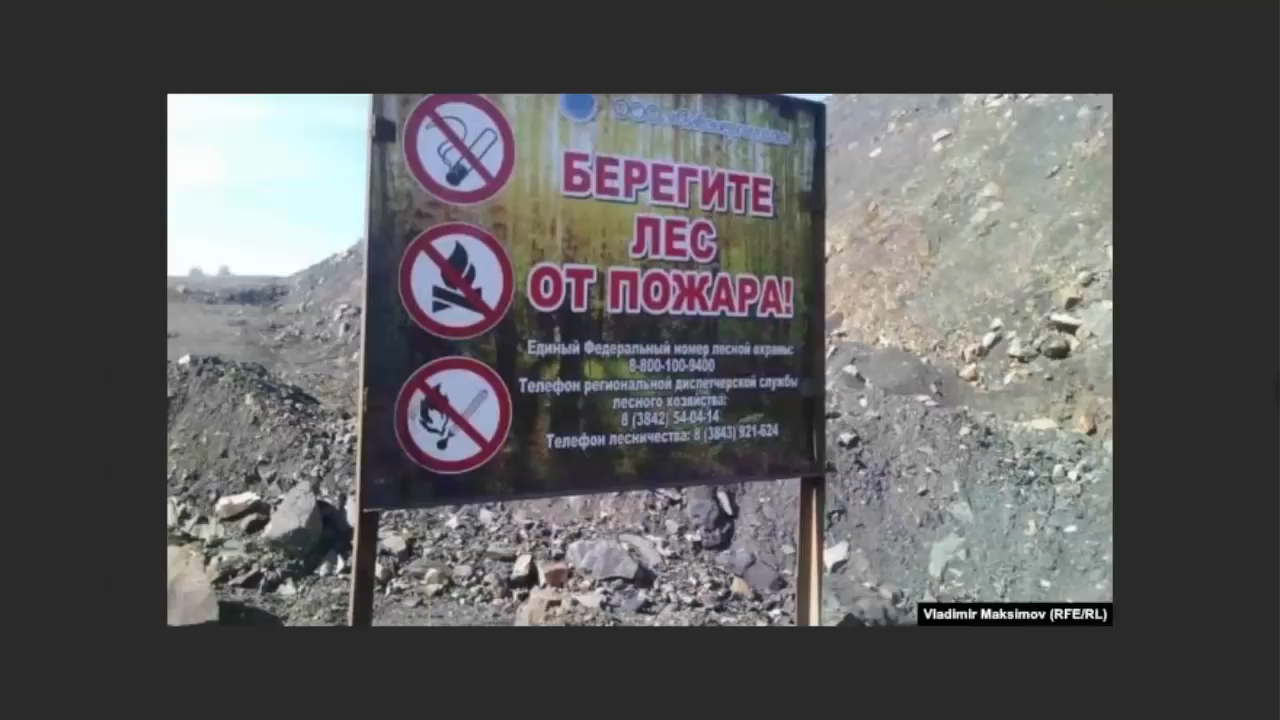 ООО
БЕРЕГИТЕ
ЛЕС
ОТ ПОЖАРА!
Единый Федеральный номер лесной охраны:
8-800-100-9400
Телефон региональной диспетчерской службы
лесного хозяйства:
8 (3842) 54-04-14
Телефон лесничества: 8 (3843) 921-624
Vladimir Maksimov (RFE/RL)